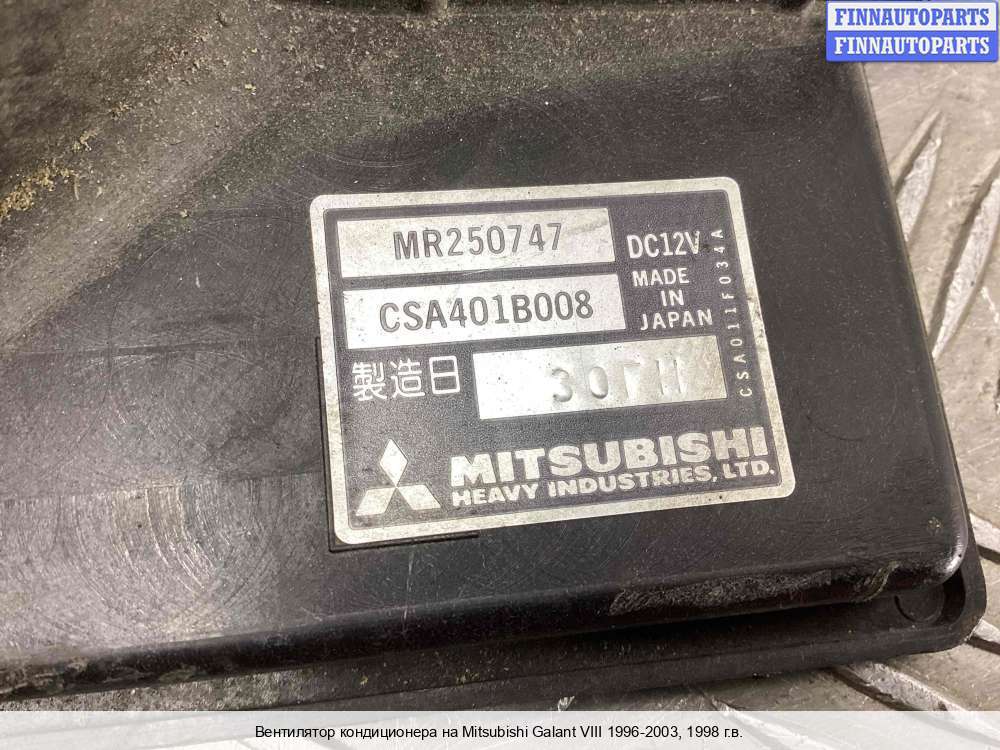 FINNAUTOPARTS
FINNAUTOPARTS
MR250747
DC12V
CSA401B008
MADE
IN
JAPAN
CSA011F034A
製造日
MITSUBISHI
HEAVY INDUSTRIES, LTD.
Вентилятор кондиционера на Mitsubishi Galant VIII 1996-2003, 1998 г.в.